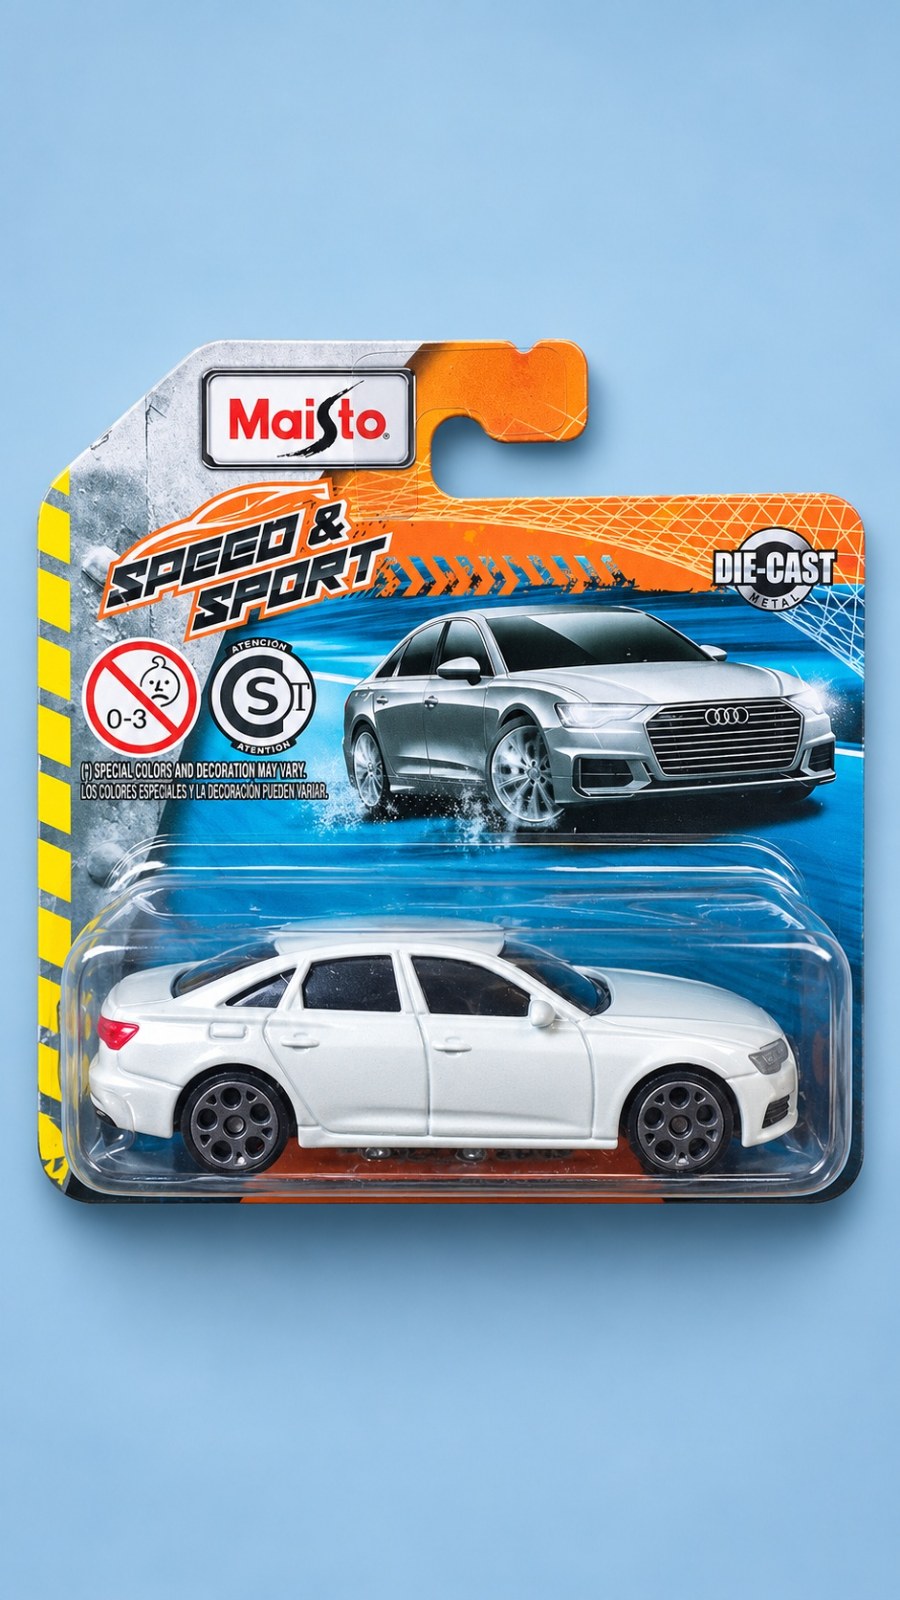 Maisto®
SPEED &
SPORT
DIE-CAST
METAL
0-3
ATENCIÓN
CST
ATENTION
(*) SPECIAL COLORS AND DECORATION MAY VARY.
LOS COLORES ESPECIALES Y LA DECORACIÓN PUEDEN VARIAR.